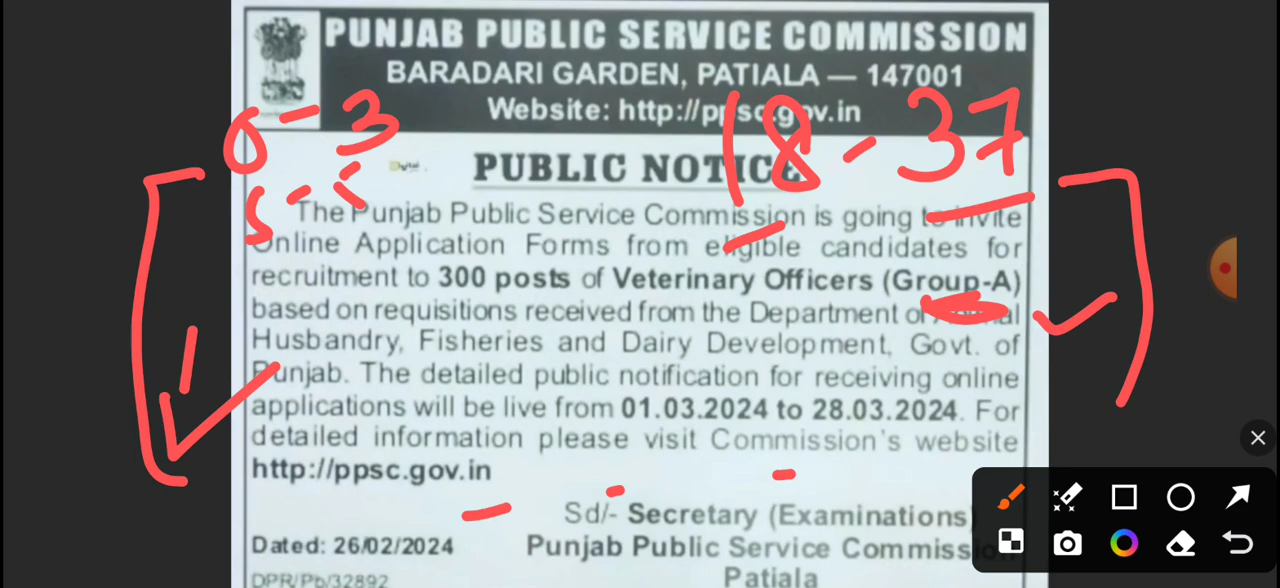 PUNJAB PUBLIC SERVICE COMMISSION
BARADARI GARDEN, PATIALA — 147001
Website: http://ppsc.gov.in
0 - 3
18 - 37
PUBLIC NOTICE
The Punjab Public Service Commission is going to invite
Online Application Forms from eligible candidates for
recruitment to 300 posts of Veterinary Officers (Group-A)
based on requisitions received from the Department of
Husbandry, Fisheries and Dairy Development, Govt. of
Punjab. The detailed public notification for receiving online
applications will be live from 01.03.2024 to 28.03.2024. For
detailed information please visit Commission's website
http://ppsc.gov.in
Sd/- Secretary (Examinations)
Dated: 26/02/2024
Punjab Public Service Commiss
DPR/Pb/32892
Patiala